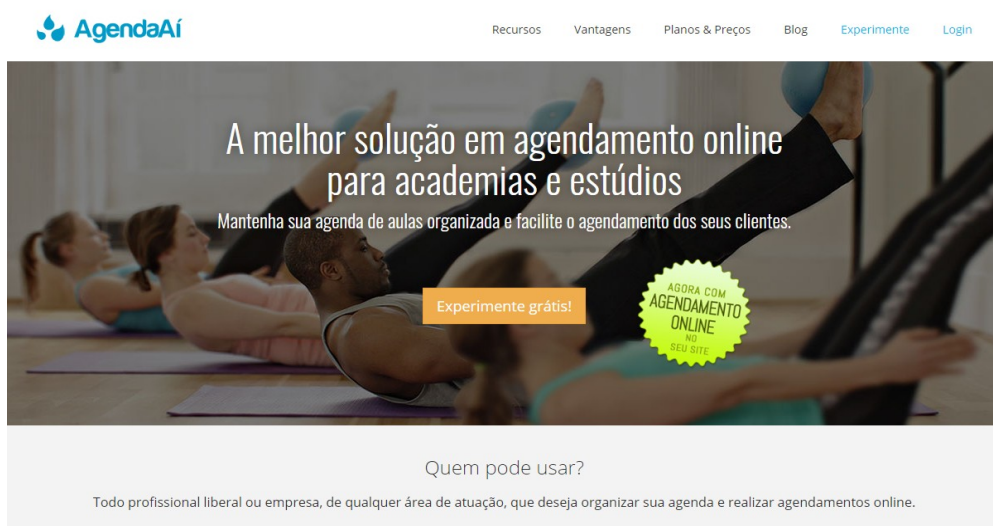 AgendaAí
Recursos Vantagens Planos & Preços Blog Experimente Login
A melhor solução em agendamento online
para academias e estúdios
Mantenha sua agenda de aulas organizada e facilite o agendamento dos seus clientes.
Experimente grátis!
AGORA COM
AGENDAMENTO
ONLINE
NO
SEU SITE
Quem pode usar?
Todo profissional liberal ou empresa, de qualquer área de atuação, que deseja organizar sua agenda e realizar agendamentos online.